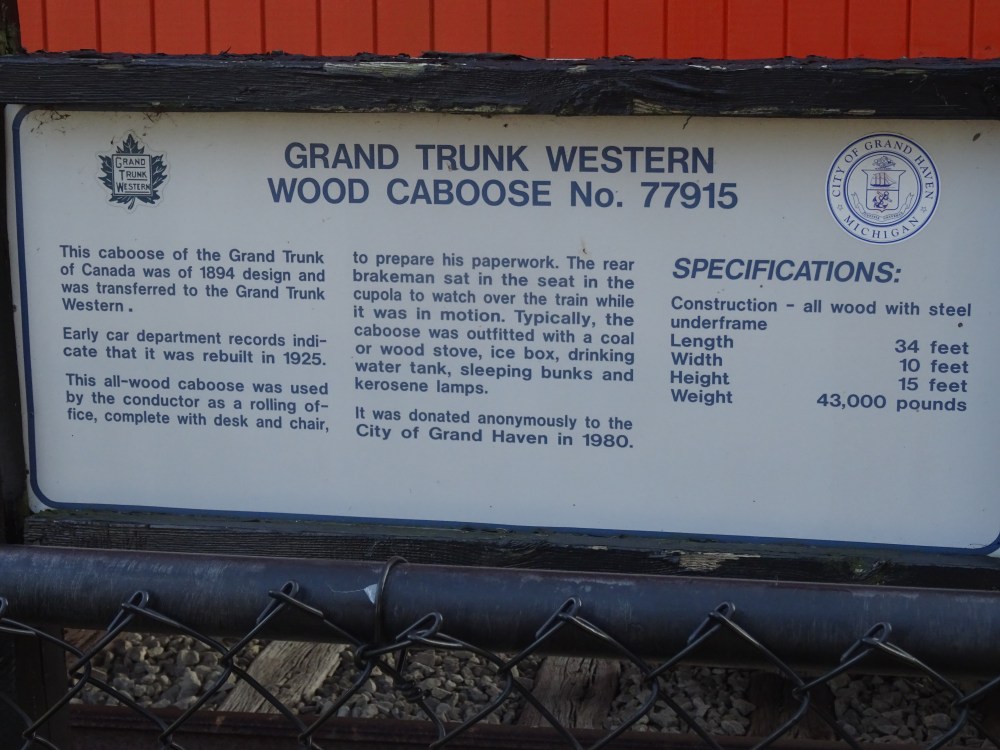 GRAND TRUNK WESTERN
WOOD CABOOSE No. 77915
GRAND
TRUNK
WESTERN
CITY OF GRAND HAVEN
MICHIGAN
This caboose of the Grand Trunk
of Canada was of 1894 design and
was transferred to the Grand Trunk
Western.
Early car department records indi-
cate that it was rebuilt in 1925.
This all-wood caboose was used
by the conductor as a rolling of-
fice, complete with desk and chair,
to prepare his paperwork. The rear
brakeman sat in the seat in the
cupola to watch over the train while
it was in motion. Typically, the
caboose was outfitted with a coal
or wood stove, ice box, drinking
water tank, sleeping bunks and
kerosene lamps.
It was donated anonymously to the
City of Grand Haven in 1980.
SPECIFICATIONS:
Construction - all wood with steel
underframe
Length 34 feet
Width 10 feet
Height 15 feet
Weight 43,000 pounds